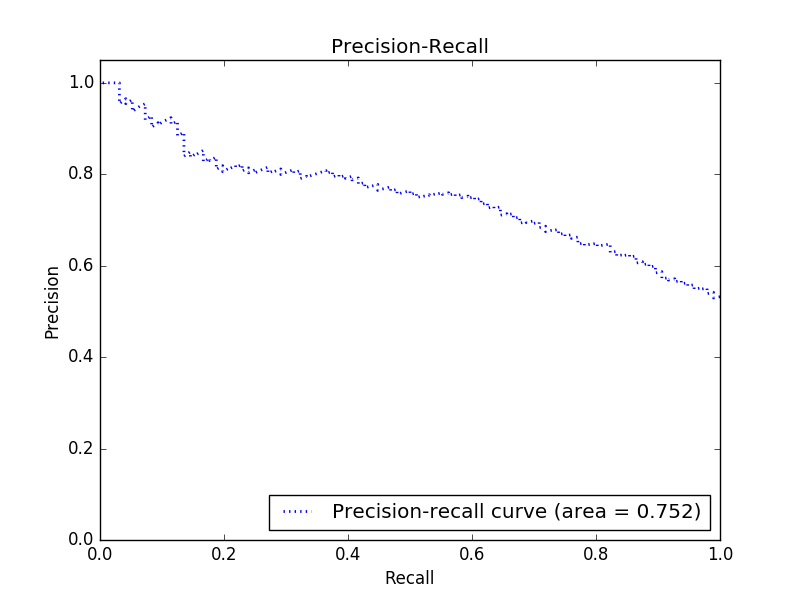 Precision-Recall
1.0
0.8
0.6
0.4
0.2
0.0
Precision
Precision-recall curve (area = 0.752)
0.0 0.2 0.4 0.6 0.8 1.0
Recall